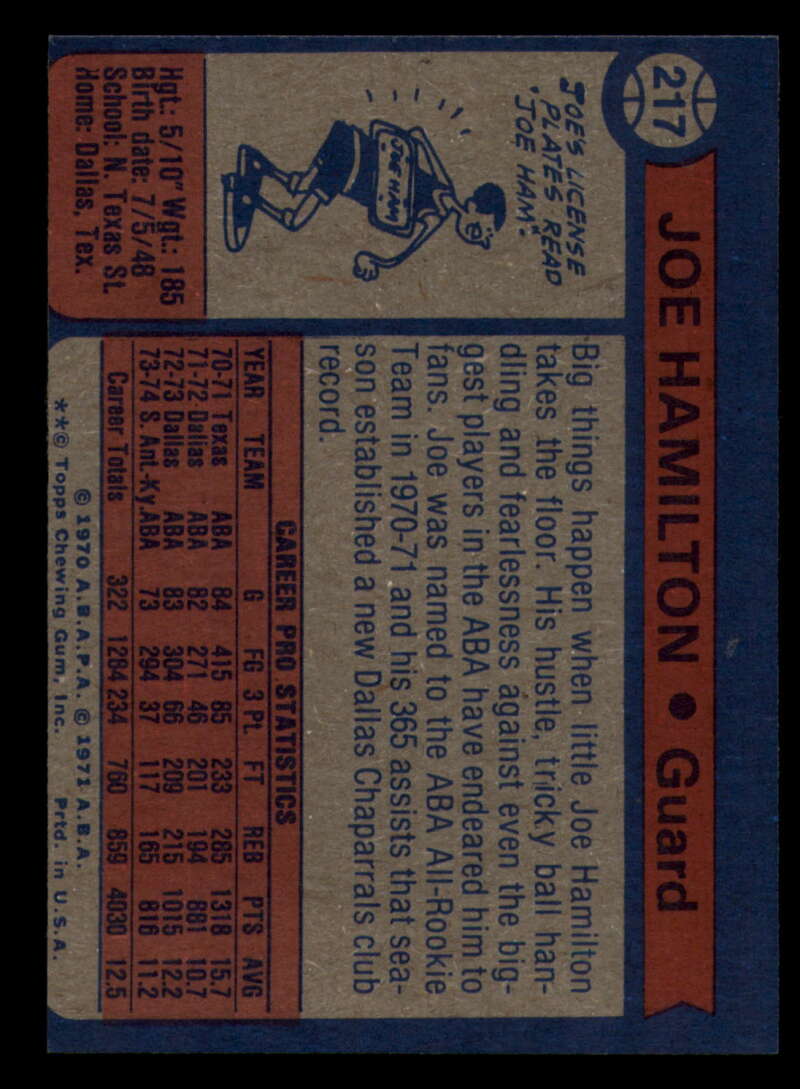 217
JOE HAMILTON • Guard
JOE'S LICENSE
PLATES READ
"JOE HAM".
JOE HAM
Hgt.: 5/10" Wgt.: 185
Birth date: 7/5/48
School: N. Texas St.
Home: Dallas, Tex.
Big things happen when little Joe Hamilton
takes the floor. His hustle, tricky ball han-
dling and fearlessness against even the big-
gest players in the ABA have endeared him to
fans. Joe was named to the ABA All-Rookie
Team in 1970-71 and his 365 assists that sea-
son established a new Dallas Chaparrals club
record.
CAREER PRO STATISTICS
YEAR TEAM G FG 3 Pt. FT REB PTS AVG
70-71 Texas ABA 84 415 85 233 285 1318 15.7
71-72 Dallas ABA 82 271 46 201 194 881 10.7
72-73 Dallas ABA 83 304 66 209 215 1015 12.2
73-74 S. Ant.-Ky. ABA 73 294 37 117 165 816 11.2
Career Totals 322 1284 234 760 859 4030 12.5
© 1970 A.B.A.P.A. © 1971 A.B.A.
**© Topps Chewing Gum, Inc. Prtd. in U.S.A.